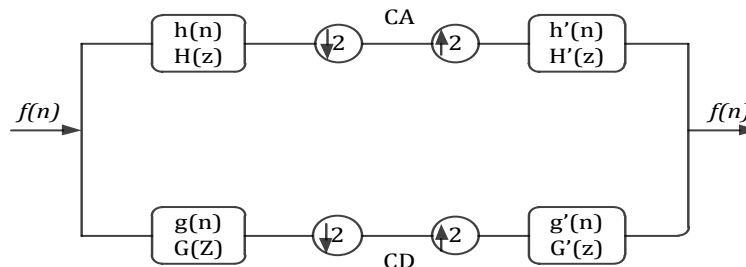 CA
h(n)
H(z)
2
2
h’(n)
H’(z)
f(n)
f(n)
g(n)
G(Z)
2
2
g’(n)
G’(z)
CD